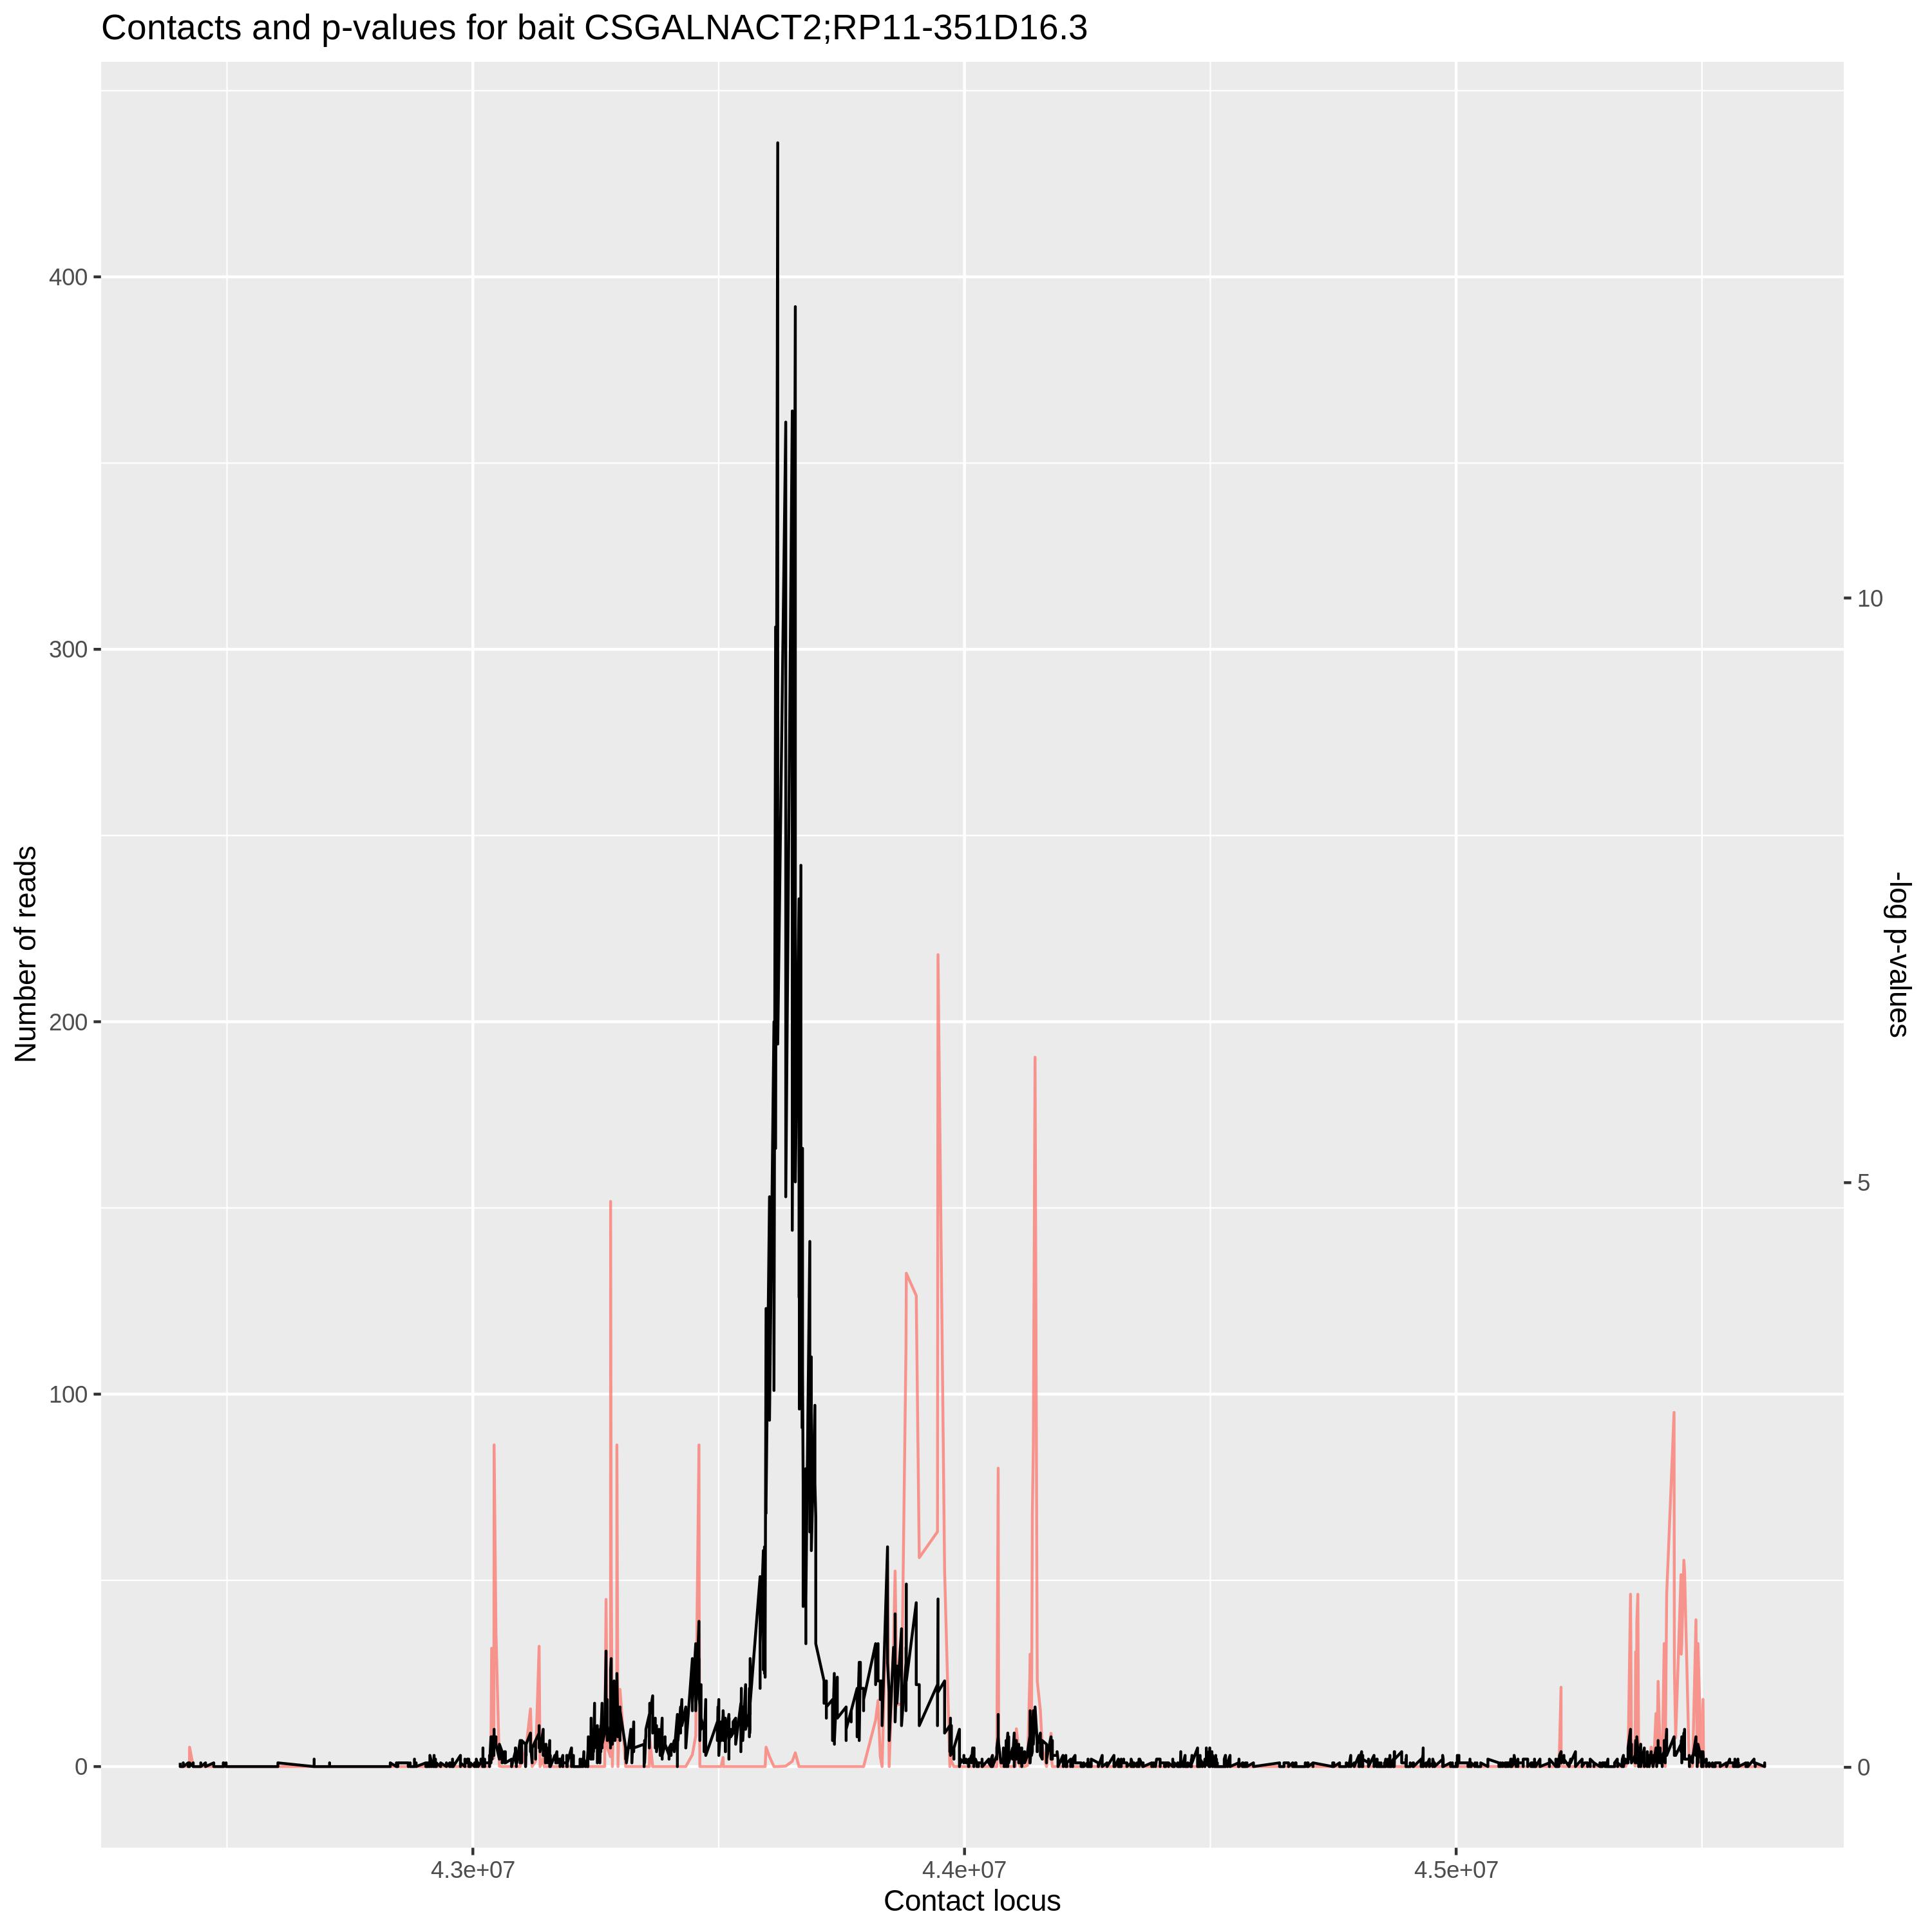 Contacts and p-values for bait CSGALNACT2;RP11-351D16.3
400
300
200
100
0
10
5
0
Number of reads
-log p-values
4.3e+07
4.4e+07
4.5e+07
Contact locus